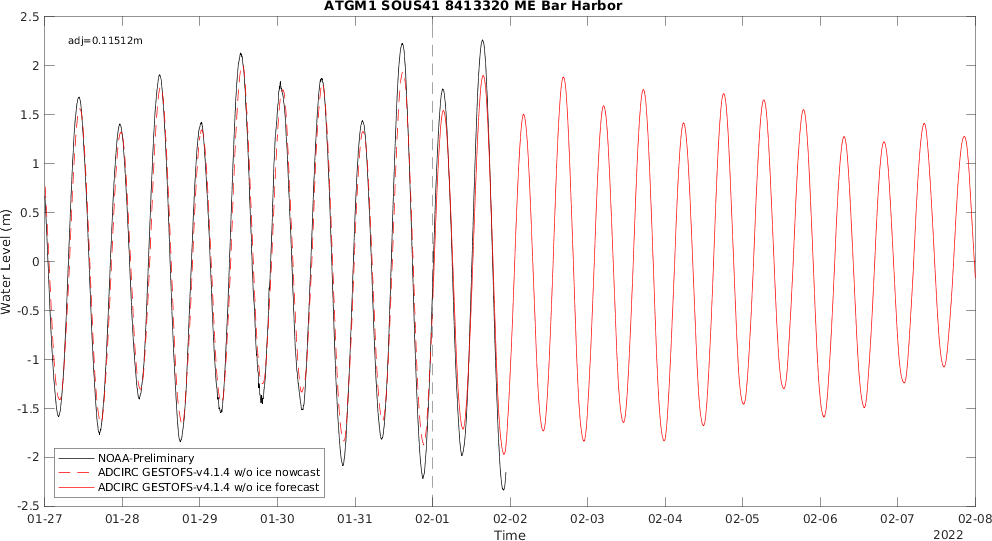 ATGM1 SOUS41 8413320 ME Bar Harbor
adj=0.11512m
2.5
2
1.5
1
0.5
0
-0.5
-1
-1.5
-2
-2.5
Water Level (m)
NOAA-Preliminary
ADCIRC GESTOFS-v4.1.4 w/o ice nowcast
ADCIRC GESTOFS-v4.1.4 w/o ice forecast
01-27 01-28 01-29 01-30 01-31 02-01 02-02 02-03 02-04 02-05 02-06 02-07 02-08
Time
2022